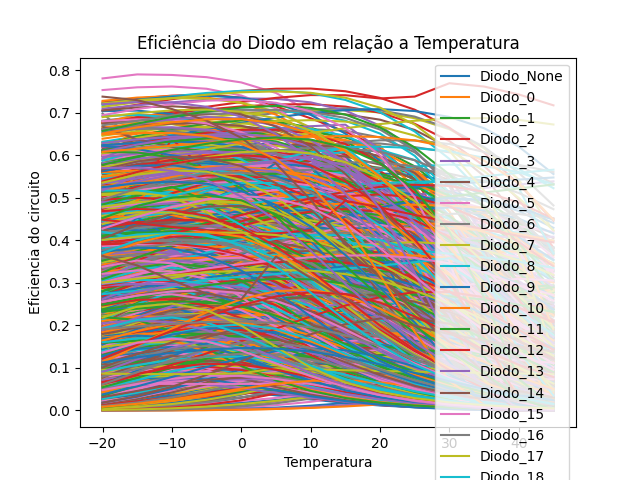 Eficiência do Diodo em relação a Temperatura
Eficiencia do circuito
0.8
0.7
0.6
0.5
0.4
0.3
0.2
0.1
0.0
−20
−10
0
10
20
30
40
Temperatura
Diodo_None
Diodo_0
Diodo_1
Diodo_2
Diodo_3
Diodo_4
Diodo_5
Diodo_6
Diodo_7
Diodo_8
Diodo_9
Diodo_10
Diodo_11
Diodo_12
Diodo_13
Diodo_14
Diodo_15
Diodo_16
Diodo_17
Diodo_18